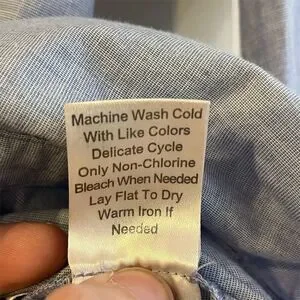 Machine Wash Cold
With Like Colors
Delicate Cycle
Only Non-Chlorine
Bleach When Needed
Lay Flat To Dry
Warm Iron If
Needed